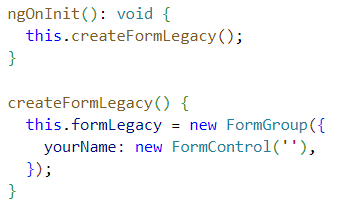 ngOnInit(): void {
  this.createFormLegacy();
}

createFormLegacy() {
  this.formLegacy = new FormGroup({
    yourName: new FormControl(''),
  });
}